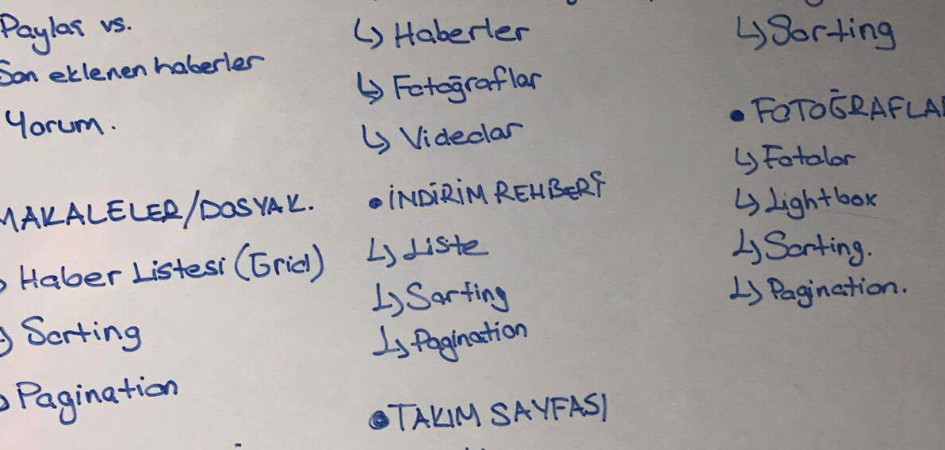 Paylaş vs.
Son eklenen haberler
Yorum.
MAKALELER/DOSYAK.
Haber Listesi (Grid)
Sorting
Pagination
↳ Haberler
↳ Fotoğraflar
↳ Videolar
• İNDİRİM REHBERİ
↳ Liste
↳ Sorting
↳ Pagination
• TAKIM SAYFASI
↳ Sorting
• FOTOĞRAFLA
↳ Fotolar
↳ Lightbox
↳ Sorting.
↳ Pagination.